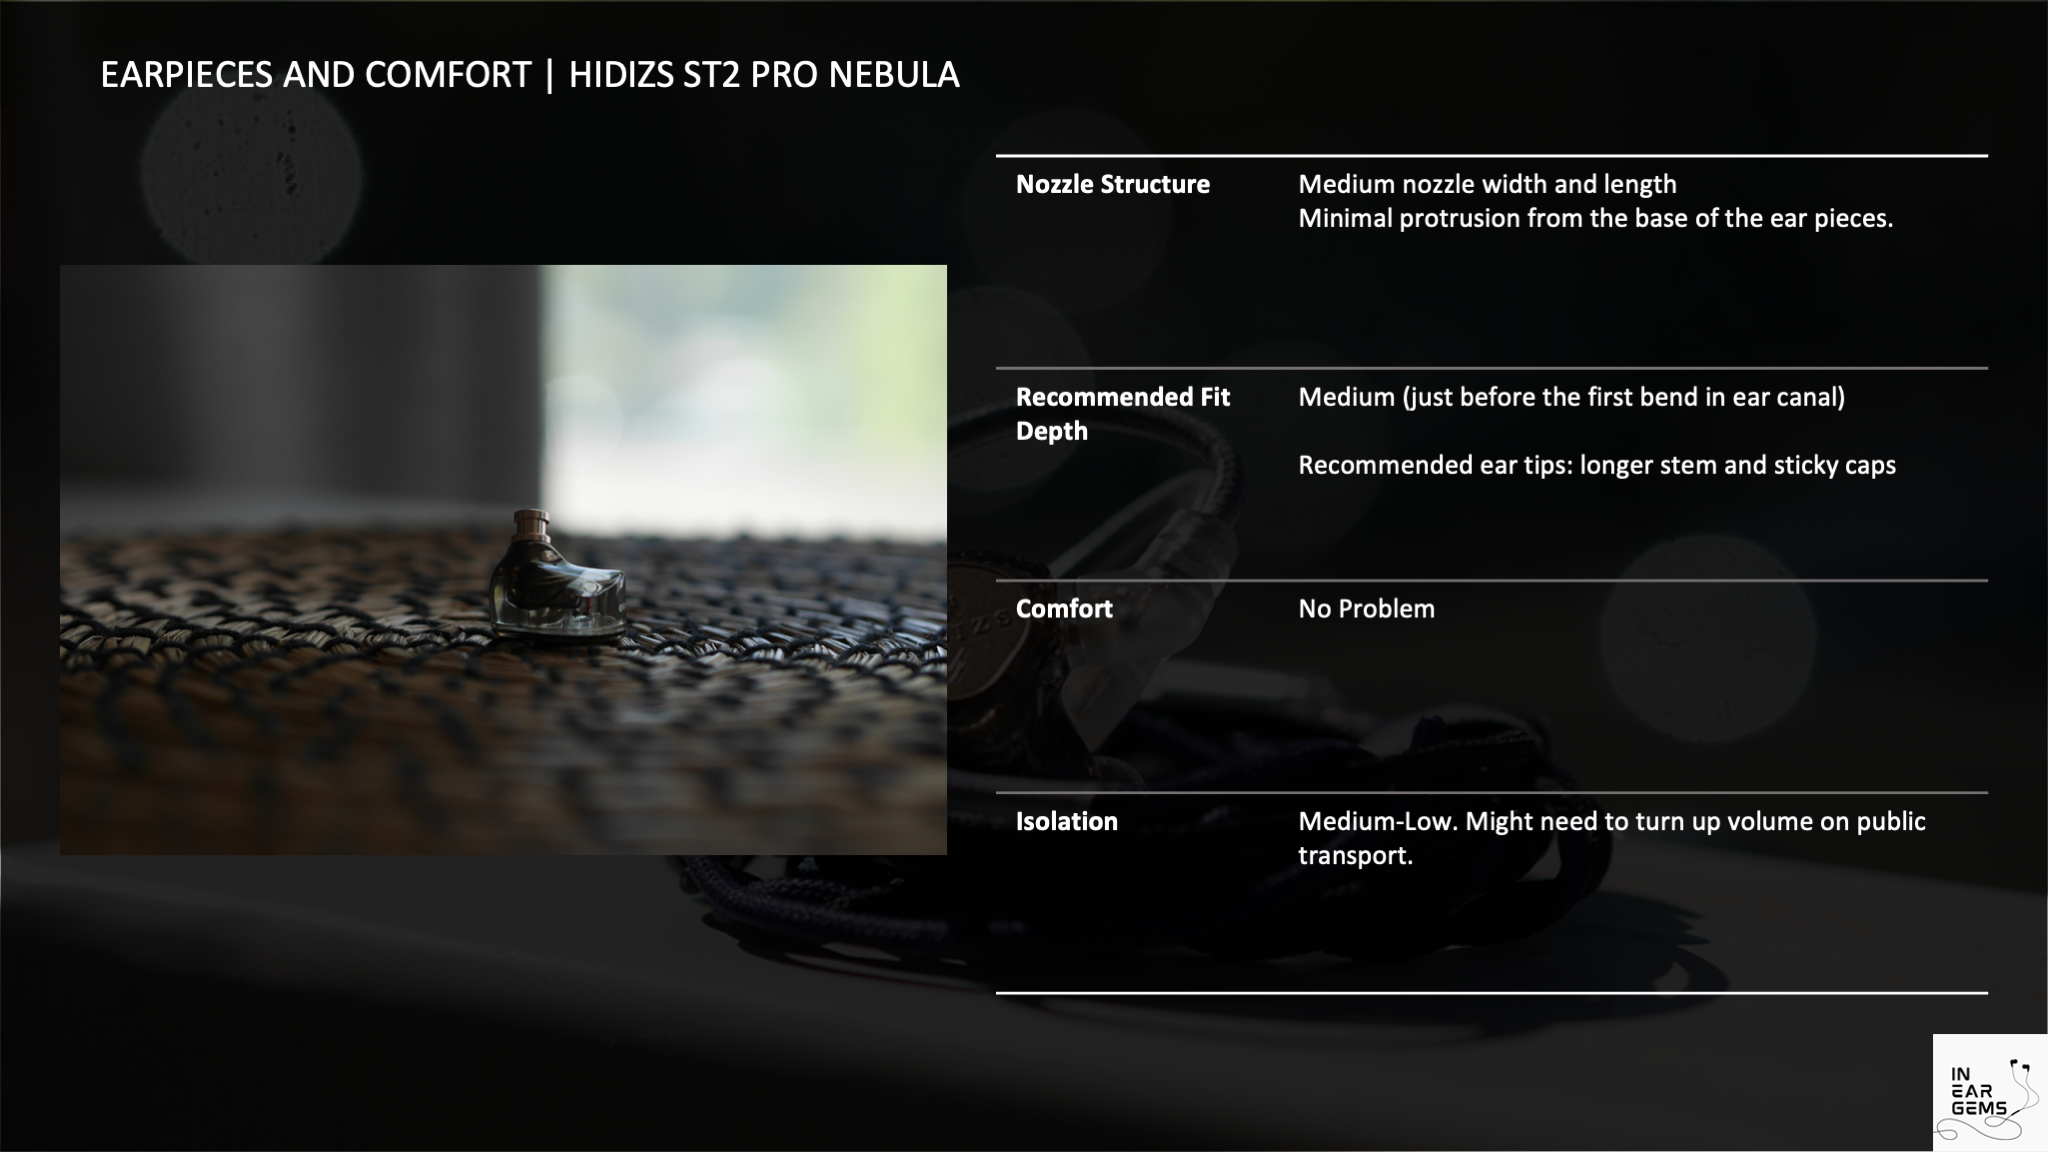 EARPIECES AND COMFORT | HIDIZS ST2 PRO NEBULA
Nozzle Structure
Medium nozzle width and length
Minimal protrusion from the base of the ear pieces.
Recommended Fit
Depth
Medium (just before the first bend in ear canal)
Recommended ear tips: longer stem and sticky caps
Comfort
No Problem
Isolation
Medium-Low. Might need to turn up volume on public
transport.
IN
EAR
GEMS